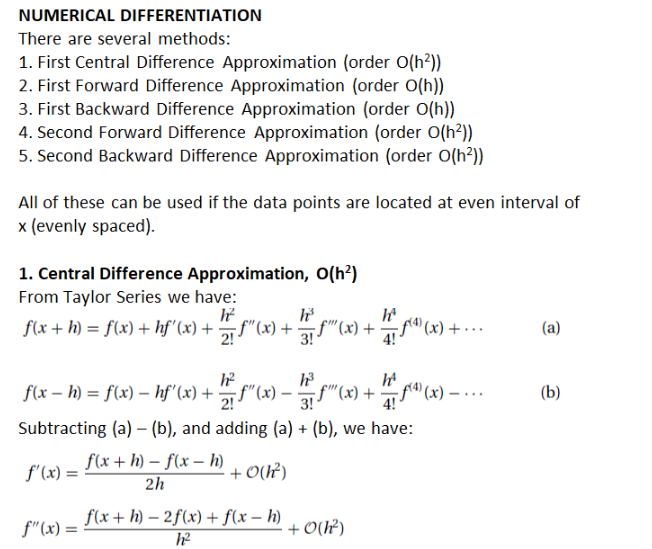 NUMERICAL DIFFERENTIATION
There are several methods:
1. First Central Difference Approximation (order O(h²))
2. First Forward Difference Approximation (order O(h))
3. First Backward Difference Approximation (order O(h))
4. Second Forward Difference Approximation (order O(h²))
5. Second Backward Difference Approximation (order O(h²))
All of these can be used if the data points are located at even interval of
x (evenly spaced).
1. Central Difference Approximation, O(h²)
From Taylor Series we have:
f(x + h) = f(x) + hf′(x) + h²/2! f″(x) + h³/3! f‴(x) + h⁴/4! f⁽⁴⁾(x) + ⋯ (a)
f(x − h) = f(x) − hf′(x) + h²/2! f″(x) − h³/3! f‴(x) + h⁴/4! f⁽⁴⁾(x) − ⋯ (b)
Subtracting (a) – (b), and adding (a) + (b), we have:
f′(x) = (f(x + h) − f(x − h))/2h + O(h²)
f″(x) = (f(x + h) − 2f(x) + f(x − h))/h² + O(h²)